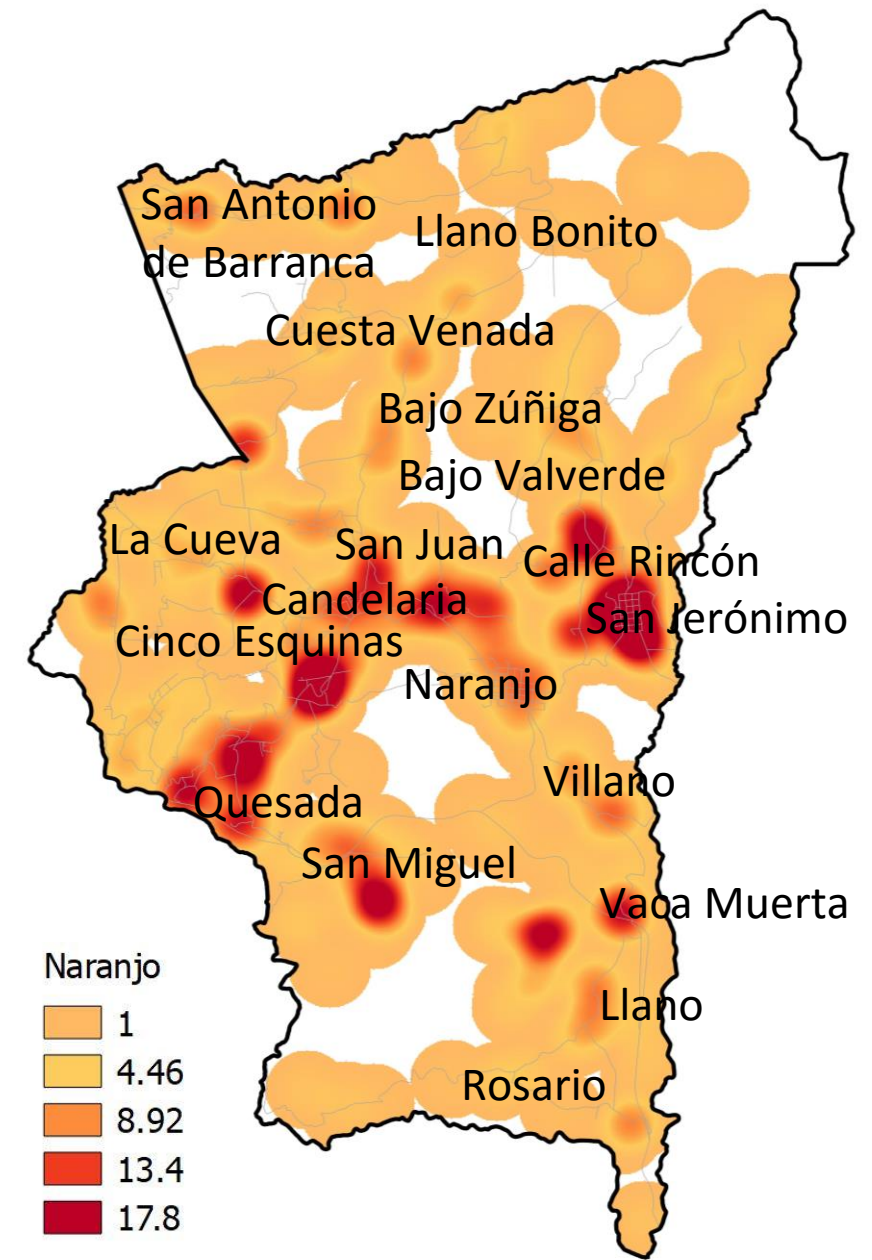 San Antonio
de Barranca
Llano Bonito
Cuesta Venada
Bajo Zúñiga
Bajo Valverde
La Cueva
San Juan
Calle Rincón
Candelaria
San Jerónimo
Cinco Esquinas
Naranjo
Villano
Quesada
San Miguel
Vaca Muerta
Llano
Rosario
Naranjo
1
4.46
8.92
13.4
17.8